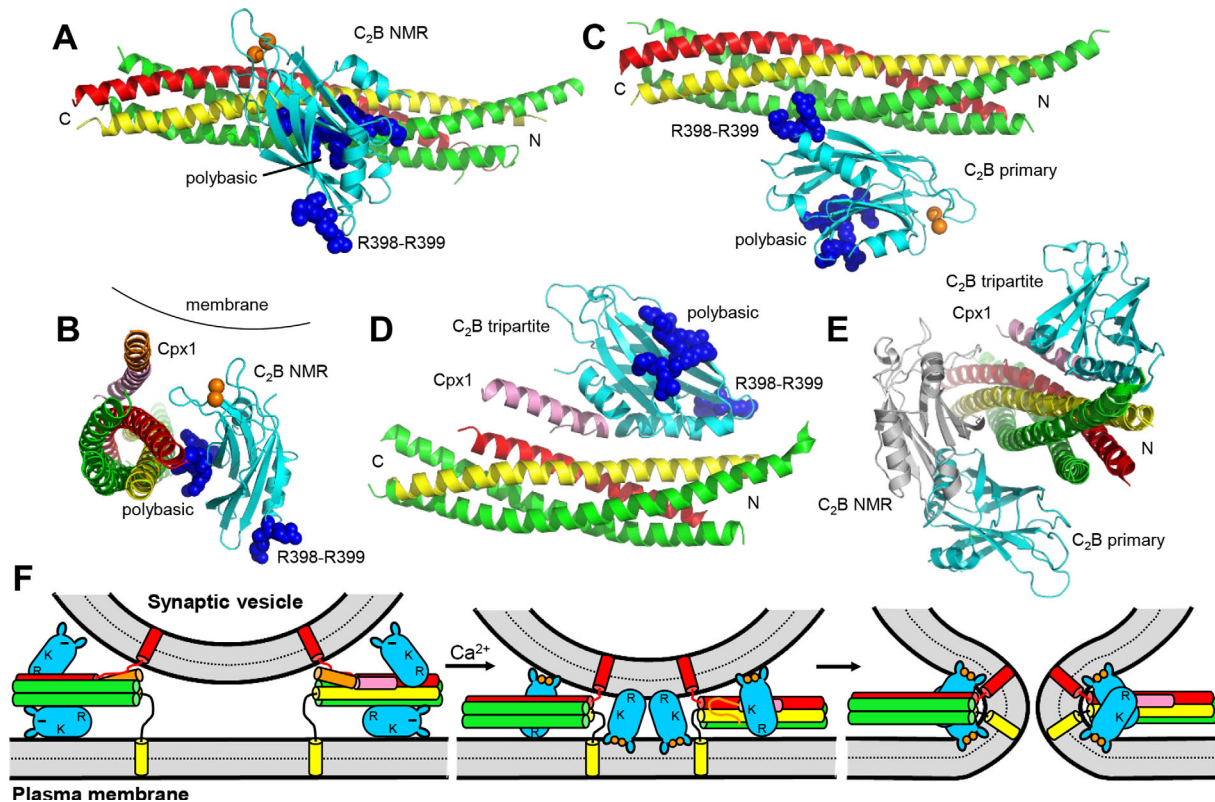 A
C₂B NMR
C
N
polybasic
R398-R399
C
C
R398-R399
N
C₂B primary
polybasic
membrane
B
Cpx1
C₂B NMR
polybasic
R398-R399
D
C₂B tripartite
polybasic
Cpx1
R398-R399
C
N
C₂B tripartite
E
Cpx1
N
C₂B NMR
C₂B primary
F
Synaptic vesicle
K
R
K
R
R
R
Ca²⁺
R
K
R
K
K
R
K
R
K
R
Plasma membrane